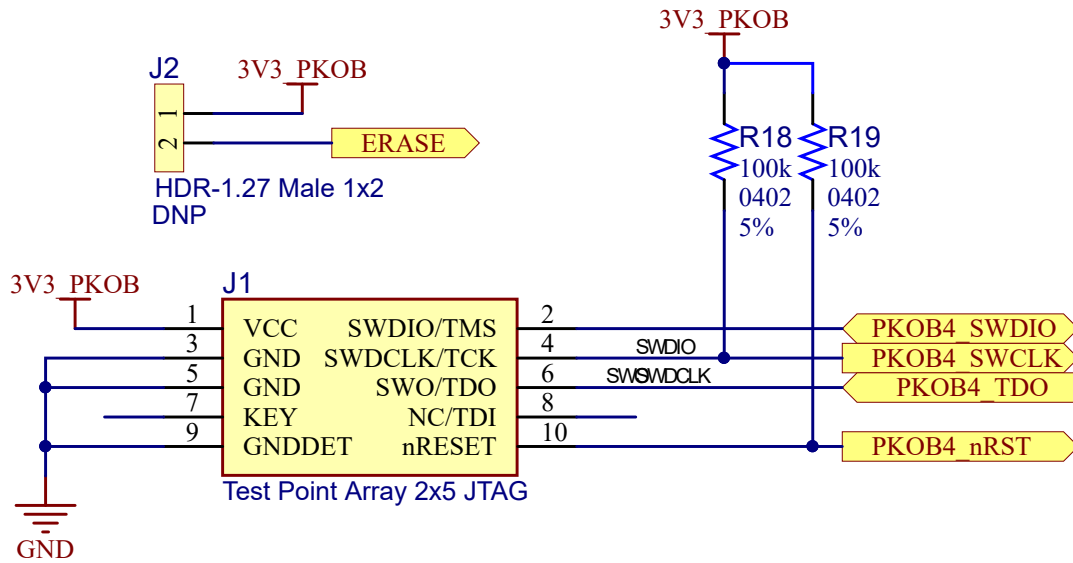 3V3_PKOB
J2
3V3_PKOB
1
2
ERASE
HDR-1.27 Male 1x2
DNP
R18
100k
0402
5%
R19
100k
0402
5%
3V3_PKOB
J1
1 VCC SWDIO/TMS 2 PKOB4_SWDIO
3 GND SWDCLK/TCK 4 SWDIO PKOB4_SWCLK
5 GND SWO/TDO 6 PKOB4_TDO
7 KEY NC/TDI 8
9 GNDDET nRESET 10 PKOB4_nRST
Test Point Array 2x5 JTAG
GND